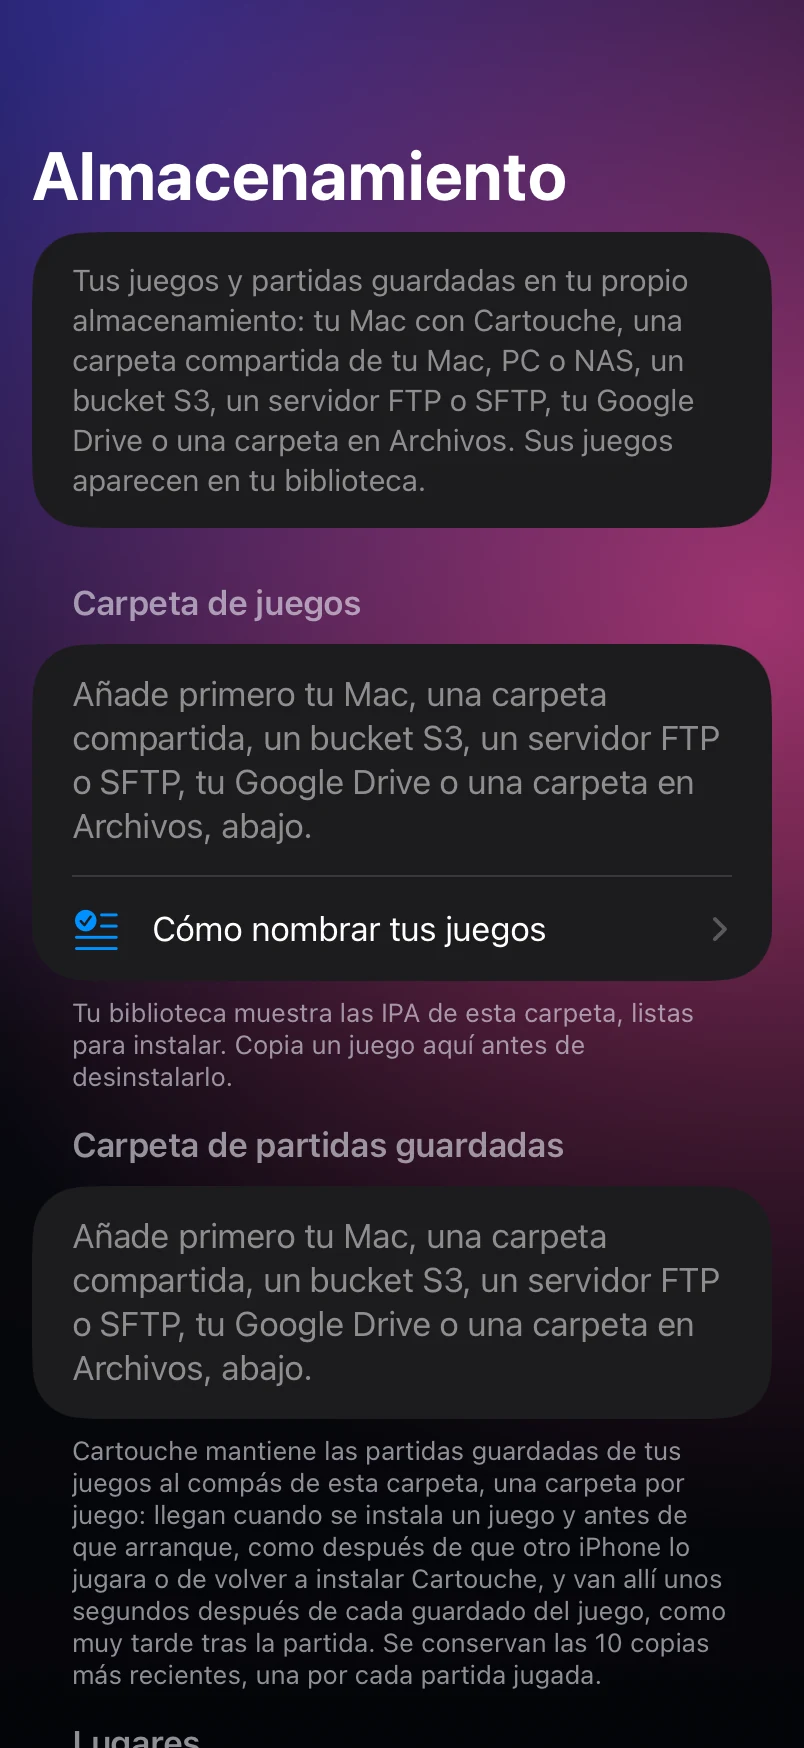 Almacenamiento
Tus juegos y partidas guardadas en tu propio
almacenamiento: tu Mac con Cartouche, una
carpeta compartida de tu Mac, PC o NAS, un
bucket S3, un servidor FTP o SFTP, tu Google
Drive o una carpeta en Archivos. Sus juegos
aparecen en tu biblioteca.
Carpeta de juegos
Añade primero tu Mac, una carpeta
compartida, un bucket S3, un servidor FTP
o SFTP, tu Google Drive o una carpeta en
Archivos, abajo.
Cómo nombrar tus juegos
Tu biblioteca muestra las IPA de esta carpeta, listas
para instalar. Copia un juego aquí antes de
desinstalarlo.
Carpeta de partidas guardadas
Añade primero tu Mac, una carpeta
compartida, un bucket S3, un servidor FTP
o SFTP, tu Google Drive o una carpeta en
Archivos, abajo.
Cartouche mantiene las partidas guardadas de tus
juegos al compás de esta carpeta, una carpeta por
juego: llegan cuando se instala un juego y antes de
que arranque, como después de que otro iPhone lo
jugara o de volver a instalar Cartouche, y van allí unos
segundos después de cada guardado del juego, como
muy tarde tras la partida. Se conservan las 10 copias
más recientes, una por cada partida jugada.
Lugares